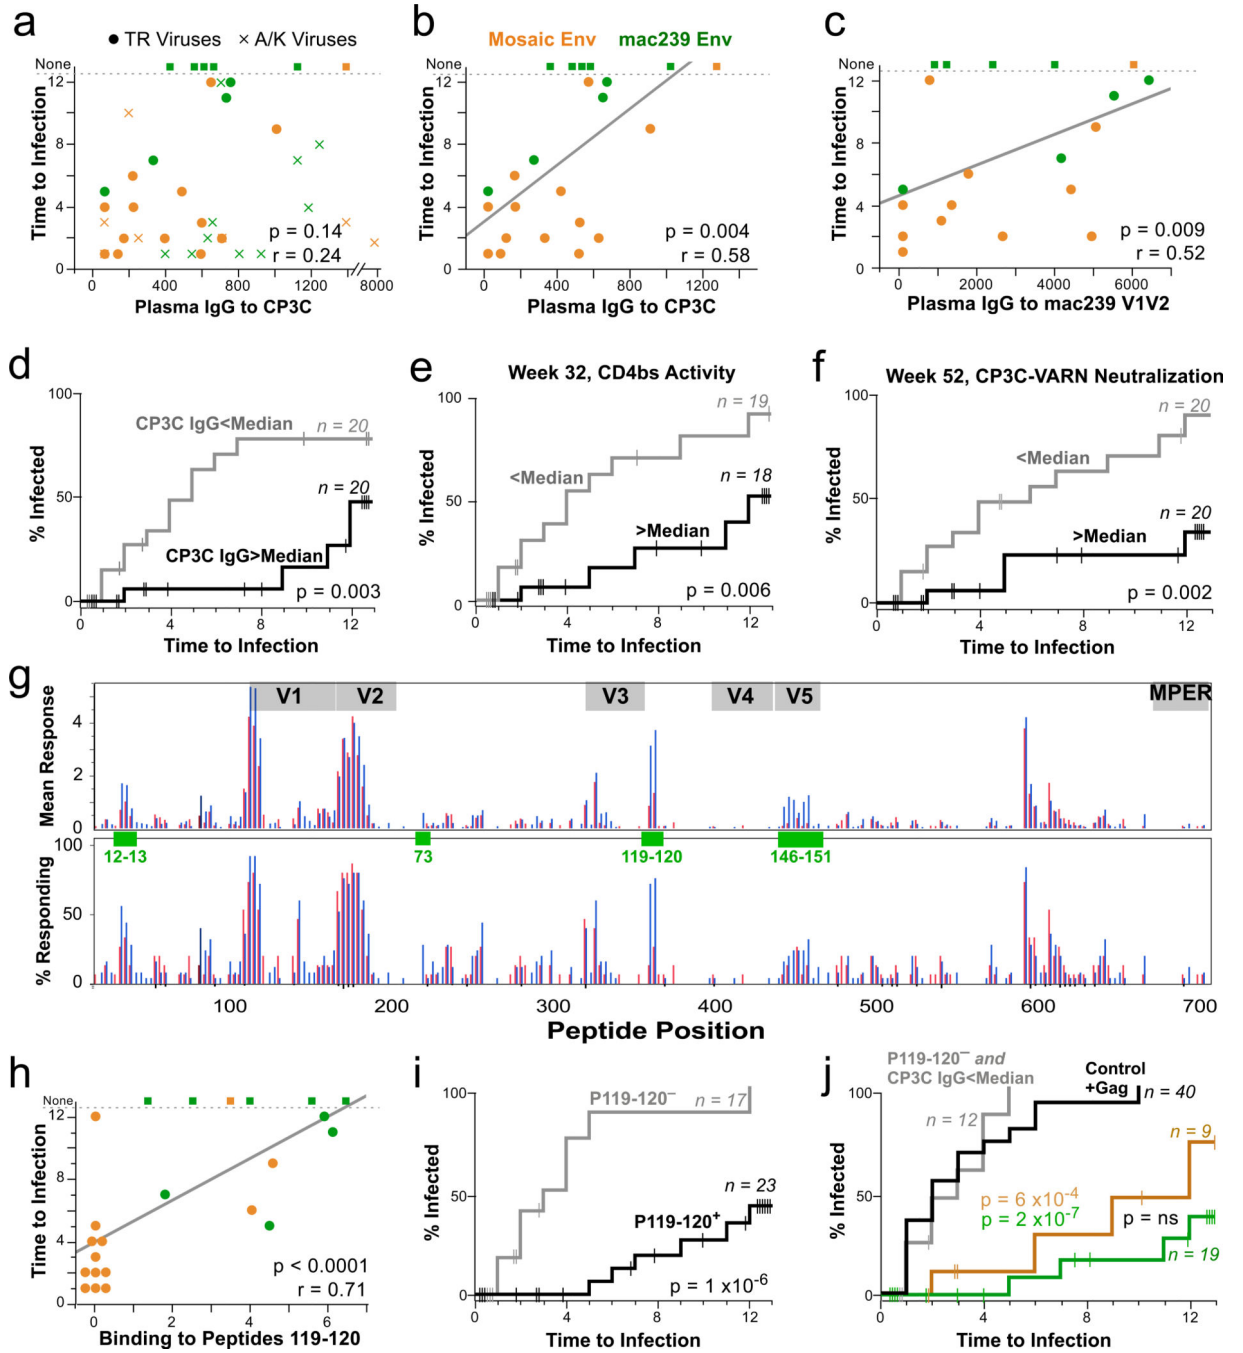 a
● TR Viruses × A/K Viruses
None
12
8
4
0
Time to Infection
p = 0.14
r = 0.24
0 400 800 1200 8000
Plasma IgG to CP3C
b
Mosaic Env mac239 Env
None
12
8
4
0
Time to Infection
p = 0.004
r = 0.58
0 400 800 1200
Plasma IgG to CP3C
c
None
12
8
4
0
Time to Infection
p = 0.009
r = 0.52
0 2000 4000 6000
Plasma IgG to mac239 V1V2
d
100
50
0
% Infected
CP3C IgG<Median n = 20
n = 20
CP3C IgG>Median
p = 0.003
0 4 8 12
Time to Infection
e
Week 32, CD4bs Activity
100
50
0
% Infected
n = 19
<Median
n = 18
>Median
p = 0.006
0 4 8 12
Time to Infection
f
Week 52, CP3C-VARN Neutralization
100
50
0
% Infected
n = 20
<Median
n = 20
>Median
p = 0.002
0 4 8 12
Time to Infection
g
V1 V2 V3 V4 V5 MPER
Mean Response
4
2
0
12-13 73 119-120 146-151
% Responding
100
50
0
100 200 300 400 500 600 700
Peptide Position
h
None
12
8
4
0
Time to Infection
p < 0.0001
r = 0.71
0 2 4 6
Binding to Peptides 119-120
i
100
50
0
% Infected
P119-120⁻ n = 17
n = 23
P119-120⁺
p = 1 x10⁻⁶
0 4 8 12
Time to Infection
j
P119-120⁻ and
CP3C IgG<Median
Control
+Gag
n = 40
n = 12
n = 9
100
50
0
% Infected
p = 6 x10⁻⁴
p = 2 x10⁻⁷
p = ns
n = 19
0 4 8 12
Time to Infection